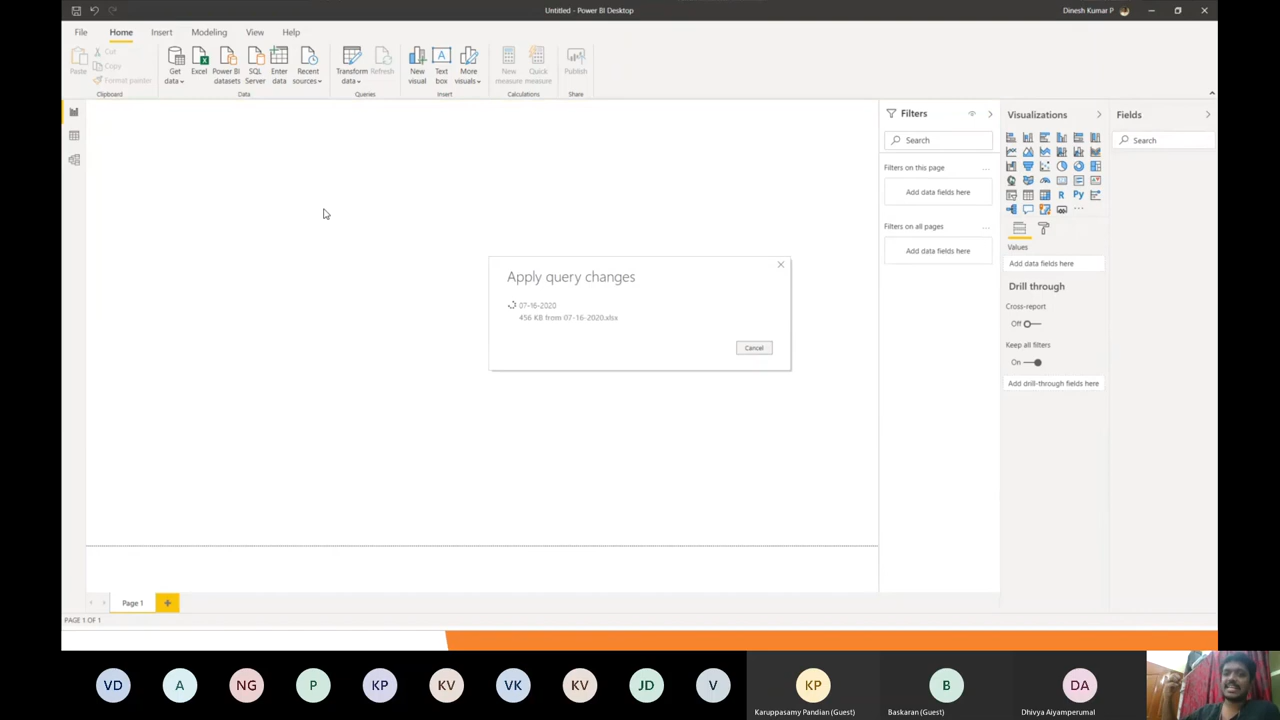 Untitled - Power BI Desktop
Dinesh Kumar P
File Home Insert Modeling View Help
Paste
Cut
Copy
Format painter
Get data
Excel
Power BI datasets
SQL Server
Enter data
Recent sources
Transform data
Refresh
New visual
Text box
More visuals
New measure
Quick measure
Publish
Clipboard
Data
Queries
Insert
Calculations
Share
Filters
Search
Filters on this page
...
Add data fields here
Filters on all pages
...
Add data fields here
Visualizations
R
Py
...
Values
Add data fields here
Drill through
Cross-report
Off
Keep all filters
On
Add drill-through fields here
Fields
Search
Apply query changes
07-16-2020
456 KB from 07-16-2020.xlsx
Cancel
Page 1
PAGE 1 OF 1
VD
A
NG
P
KP
KV
VK
KV
JD
V
KP
Karuppasamy Pandian (Guest)
B
Baskaran (Guest)
DA
Dhivya Aiyamperumal